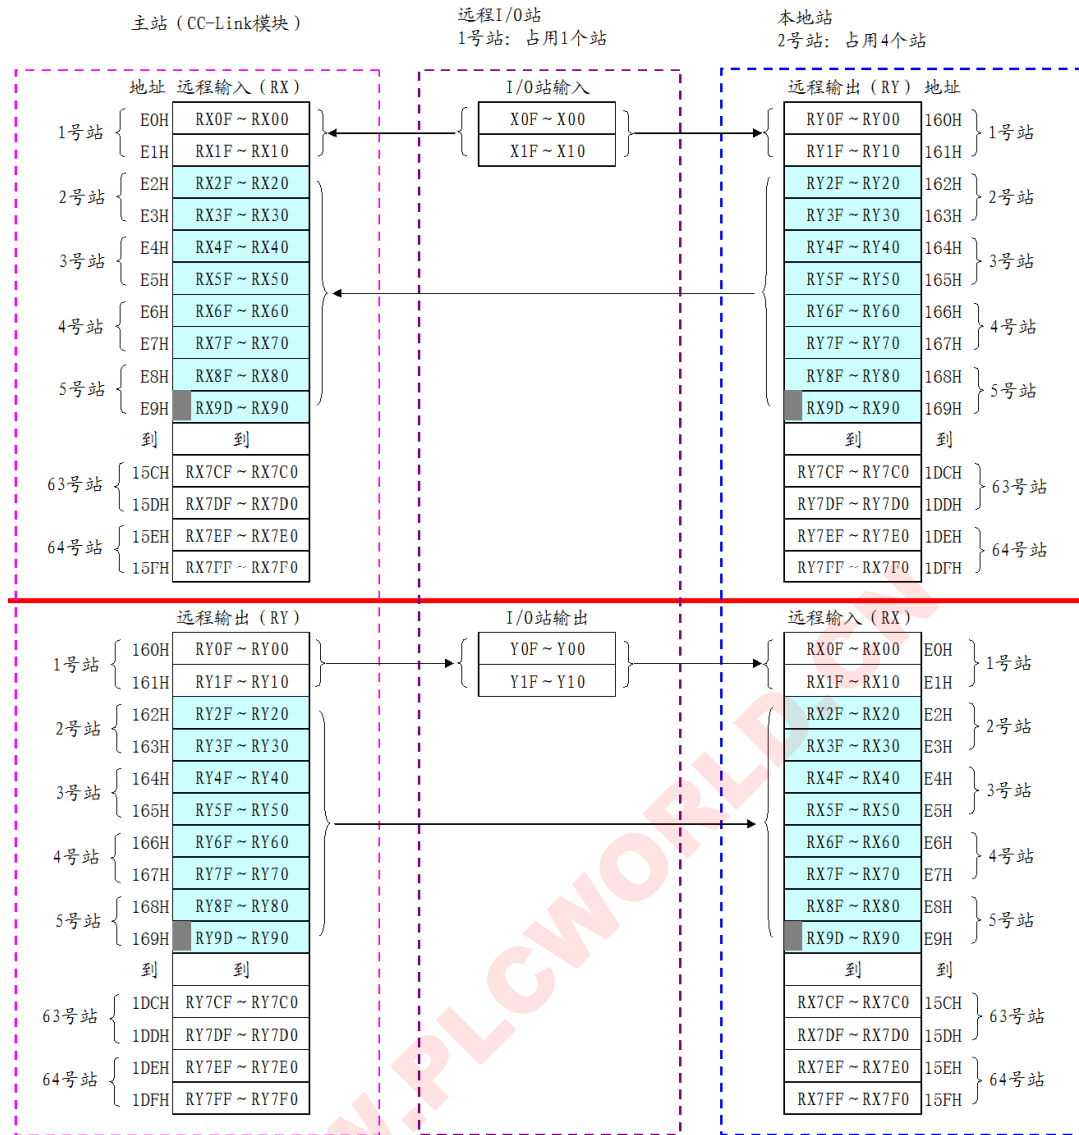 主站（CC-Link模块）
远程I/O站
1号站：占用1个站
本地站
2号站：占用4个站
地址 远程输入（RX） I/O站输入 远程输出（RY） 地址
1号站 E0H RX0F～RX00 X0F～X00 RY0F～RY00 160H 1号站
E1H RX1F～RX10 X1F～X10 RY1F～RY10 161H
2号站 E2H RX2F～RX20 RY2F～RY20 162H 2号站
E3H RX3F～RX30 RY3F～RY30 163H
3号站 E4H RX4F～RX40 RY4F～RY40 164H 3号站
E5H RX5F～RX50 RY5F～RY50 165H
4号站 E6H RX6F～RX60 RY6F～RY60 166H 4号站
E7H RX7F～RX70 RY7F～RY70 167H
5号站 E8H RX8F～RX80 RY8F～RY80 168H 5号站
E9H RX9D～RX90 RX9D～RX90 169H
到 到 到 到
63号站 15CH RX7CF～RX7C0 RY7CF～RY7C0 1DCH 63号站
15DH RX7DF～RX7D0 RY7DF～RY7D0 1DDH
64号站 15EH RX7EF～RX7E0 RY7EF～RY7E0 1DEH 64号站
15FH RX7FF～RX7F0 RY7FF～RX7F0 1DFH
远程输出（RY） I/O站输出 远程输入（RX）
1号站 160H RY0F～RY00 Y0F～Y00 RX0F～RX00 E0H 1号站
161H RY1F～RY10 Y1F～Y10 RX1F～RX10 E1H
2号站 162H RY2F～RY20 RX2F～RX20 E2H 2号站
163H RY3F～RY30 RX3F～RX30 E3H
3号站 164H RY4F～RY40 RX4F～RX40 E4H 3号站
165H RY5F～RY50 RX5F～RX50 E5H
4号站 166H RY6F～RY60 RX6F～RX60 E6H 4号站
167H RY7F～RY70 RX7F～RX70 E7H
5号站 168H RY8F～RY80 RX8F～RX80 E8H 5号站
169H RY9D～RY90 RX9D～RX90 E9H
到 到 到 到
63号站 1DCH RY7CF～RY7C0 RX7CF～RX7C0 15CH 63号站
1DDH RY7DF～RY7D0 RX7DF～RX7D0 15DH
64号站 1DEH RY7EF～RY7E0 RX7EF～RX7E0 15EH 64号站
1DFH RY7FF～RY7F0 RX7FF～RX7F0 15FH
W.PLCWORLD.CN